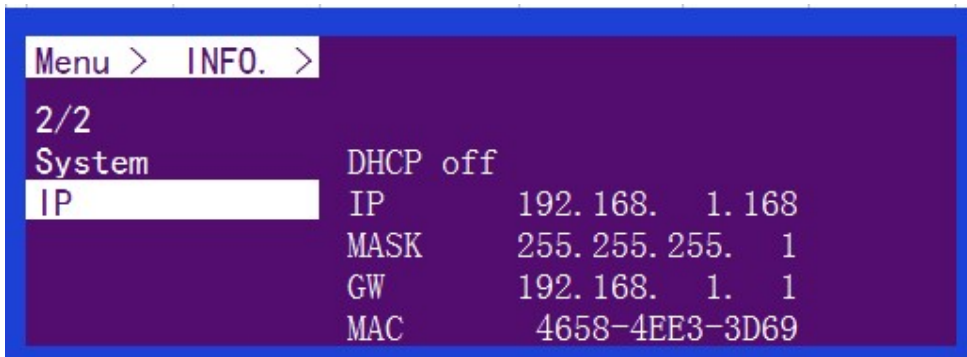 Menu > INFO. >
2/2
System DHCP off
IP IP 192.168. 1.168
MASK 255.255.255. 1
GW 192.168. 1. 1
MAC 4658-4EE3-3D69